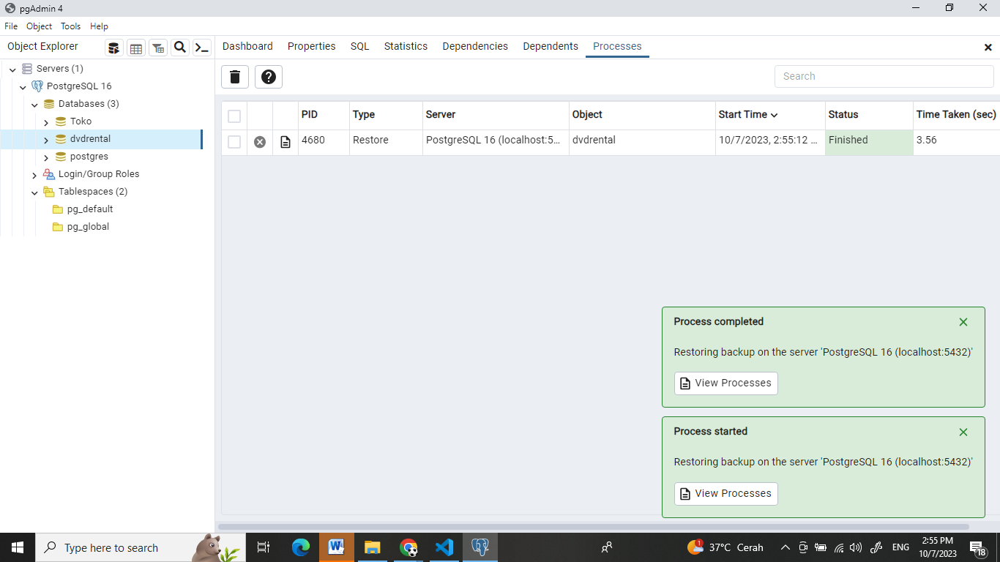 pgAdmin 4
File Object Tools Help
Object Explorer
Dashboard Properties SQL Statistics Dependencies Dependents Processes
Servers (1)
PostgreSQL 16
Databases (3)
Toko
dvdrental
postgres
Login/Group Roles
Tablespaces (2)
pg_default
pg_global
Search
PID Type Server Object Start Time Status Time Taken (sec)
4680 Restore PostgreSQL 16 (localhost:5... dvdrental 10/7/2023, 2:55:12 ... Finished 3.56
Process completed
Restoring backup on the server 'PostgreSQL 16 (localhost:5432)'
View Processes
Process started
Restoring backup on the server 'PostgreSQL 16 (localhost:5432)'
View Processes
Type here to search
1
37°C Cerah
ENG
2:55 PM
10/7/2023
18